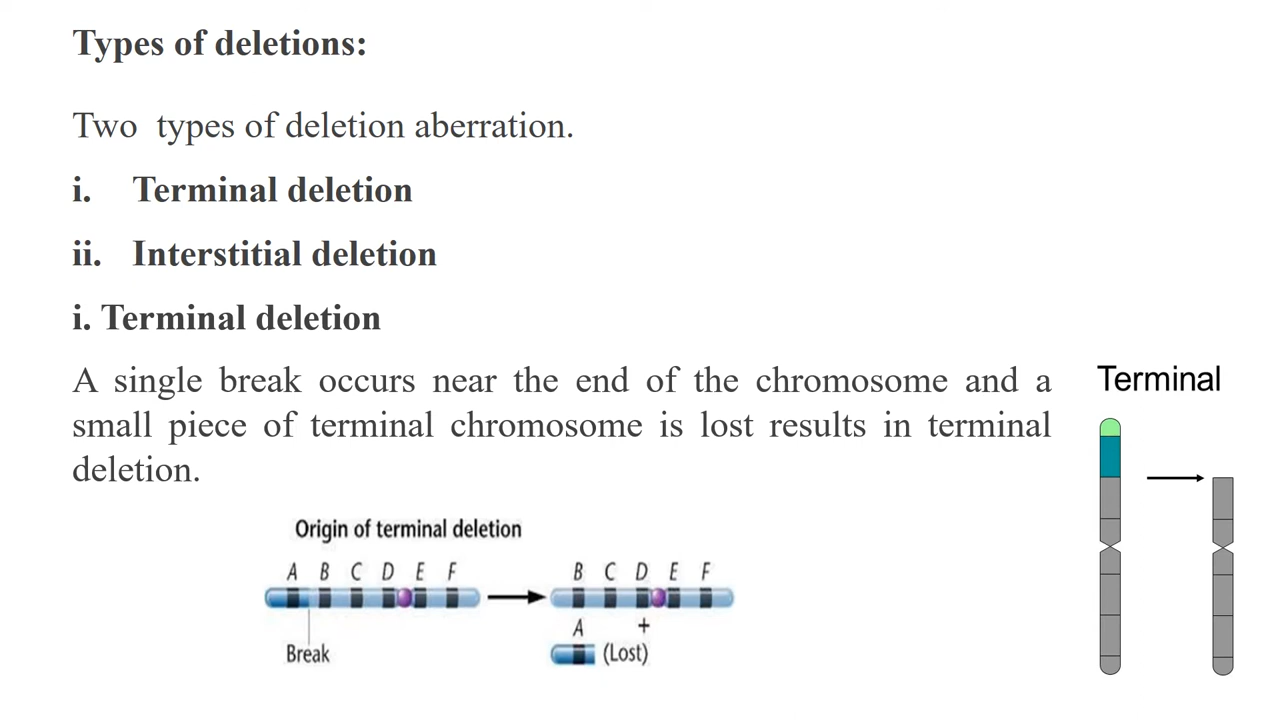 Types of deletions:
Two types of deletion aberration.
i. Terminal deletion
ii. Interstitial deletion
i. Terminal deletion
A single break occurs near the end of the chromosome and a
small piece of terminal chromosome is lost results in terminal
deletion.
Terminal
Origin of terminal deletion
A B C D E F
B C D E F
Break
A +
(Lost)